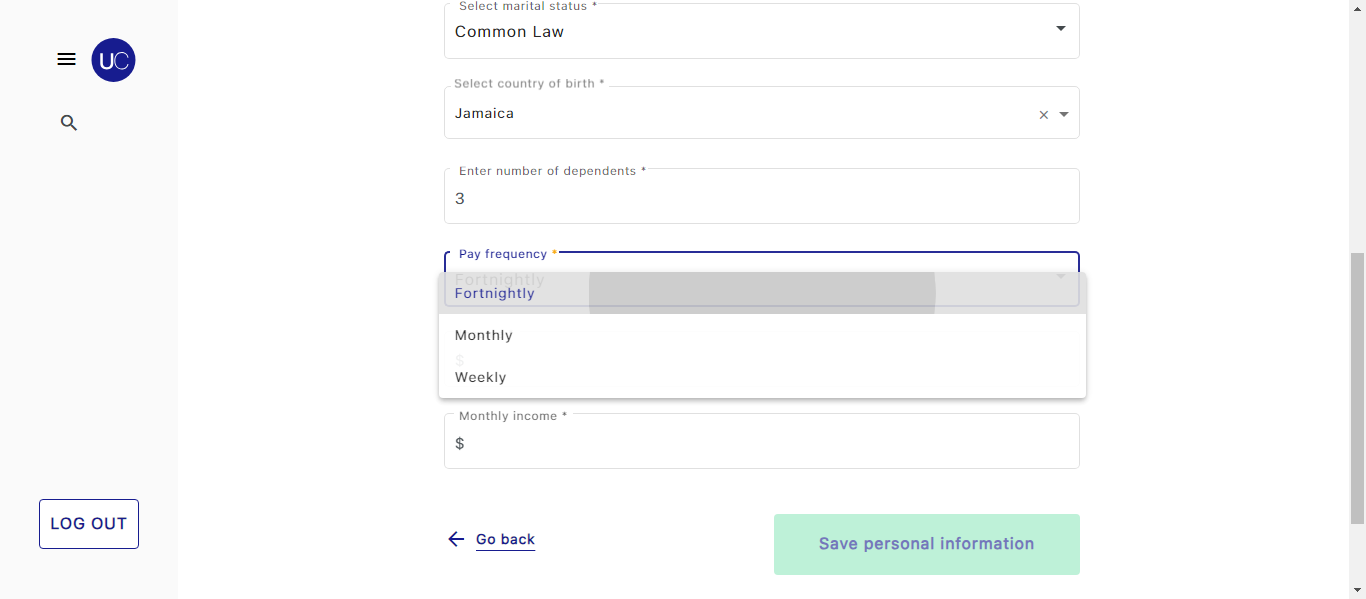 Select marital status *
Common Law
UC
Select country of birth *
Jamaica
Enter number of dependents *
3
Pay frequency *
Fortnightly
Fortnightly
Monthly
$
Weekly
Monthly income *
$
LOG OUT
Go back
Save personal information